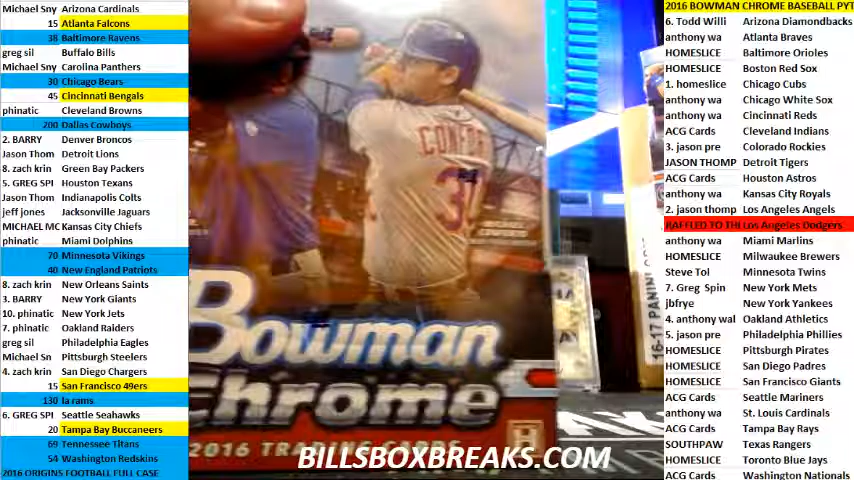 Michael Sny Arizona Cardinals
15 Atlanta Falcons
38 Baltimore Ravens
greg sil Buffalo Bills
Michael Sny Carolina Panthers
30 Chicago Bears
45 Cincinnati Bengals
phinatic Cleveland Browns
200 Dallas Cowboys
2. BARRY Denver Broncos
Jason Thom Detroit Lions
8. zach krin Green Bay Packers
5. GREG SPI Houston Texans
Jason Thom Indianapolis Colts
jeff jones Jacksonville Jaguars
MICHAEL MC Kansas City Chiefs
phinatic Miami Dolphins
70 Minnesota Vikings
40 New England Patriots
8. zach krin New Orleans Saints
3. BARRY New York Giants
10. phinatic New York Jets
7. phinatic Oakland Raiders
greg sil Philadelphia Eagles
Michael Sn Pittsburgh Steelers
4. zach krin San Diego Chargers
15 San Francisco 49ers
130 la rams
6. GREG SPI Seattle Seahawks
20 Tampa Bay Buccaneers
69 Tennessee Titans
54 Washington Redskins
2016 ORIGINS FOOTBALL FULL CASE
CONFOR
3
Bowman
Chrome
2016 TRADING CARDS
BILLSBOXBREAKS.COM
16-17 PANINI
2016 BOWMAN CHROME BASEBALL PYT
6. Todd Willi Arizona Diamondbacks
anthony wa Atlanta Braves
HOMESLICE Baltimore Orioles
HOMESLICE Boston Red Sox
1. homeslice Chicago Cubs
anthony wa Chicago White Sox
anthony wa Cincinnati Reds
ACG Cards Cleveland Indians
3. jason pre Colorado Rockies
JASON THOMP Detroit Tigers
ACG Cards Houston Astros
anthony wa Kansas City Royals
2. jason thomp Los Angeles Angels
RAFFLED TO THI Los Angeles Dodgers
anthony wa Miami Marlins
HOMESLICE Milwaukee Brewers
Steve Tol Minnesota Twins
7. Greg Spin New York Mets
jbfrye New York Yankees
4. anthony wal Oakland Athletics
5. jason pre Philadelphia Phillies
HOMESLICE Pittsburgh Pirates
HOMESLICE San Diego Padres
HOMESLICE San Francisco Giants
ACG Cards Seattle Mariners
anthony wa St. Louis Cardinals
ACG Cards Tampa Bay Rays
SOUTHPAW Texas Rangers
HOMESLICE Toronto Blue Jays
ACG Cards Washington Nationals